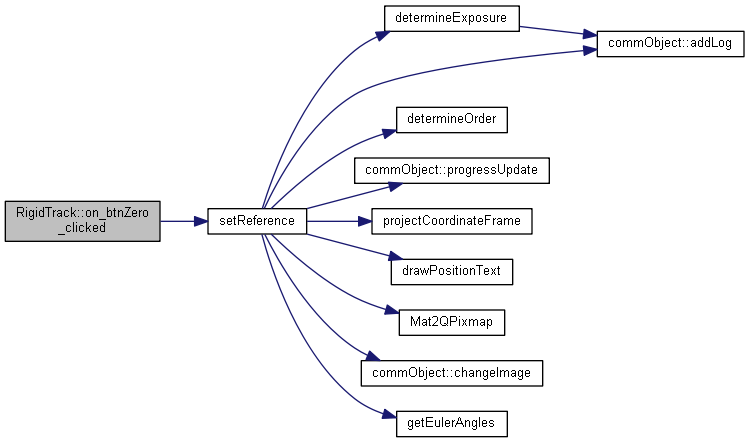 determineExposure
commObject::addLog
determineOrder
commObject::progressUpdate
RigidTrack::on_btnZero
_clicked
setReference
projectCoordinateFrame
drawPositionText
Mat2QPixmap
commObject::changeImage
getEulerAngles